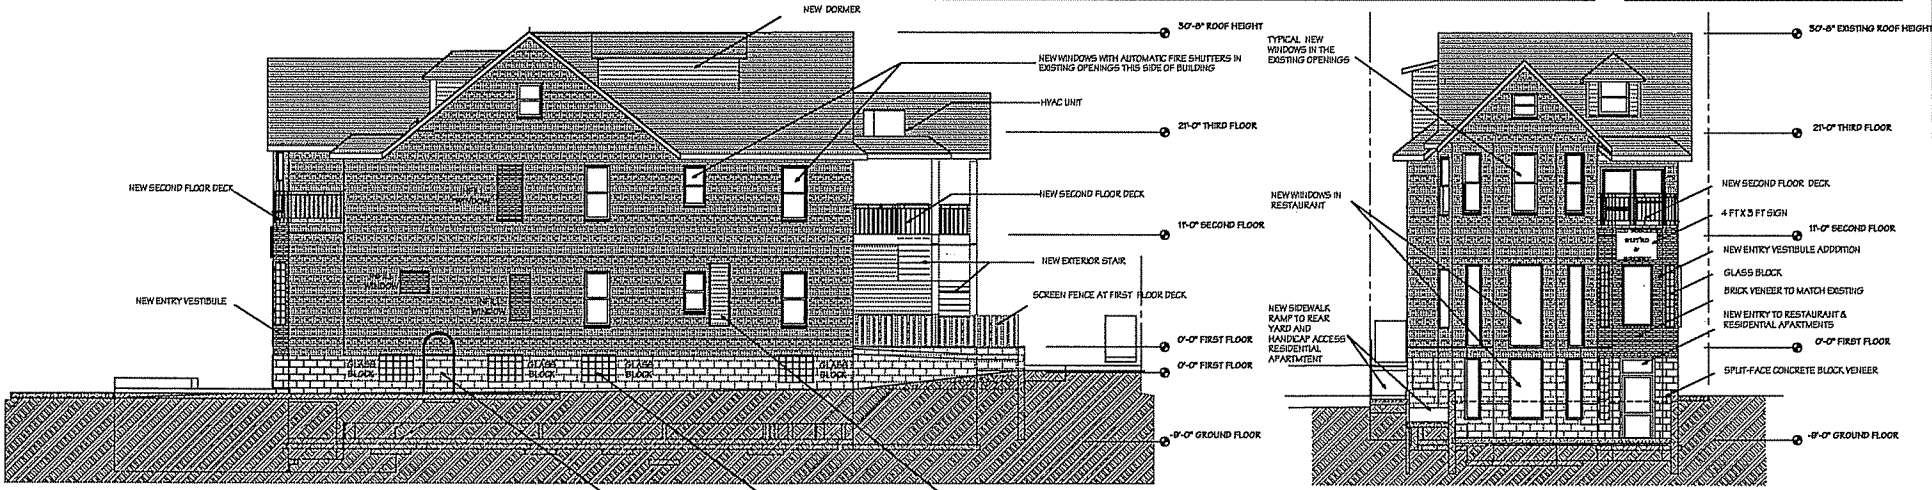 NEW DORMER
30'-8" ROOF HEIGHT
NEW WINDOWS WITH AUTOMATIC FIRE SHUTTERS IN
EXISTING OPENINGS THIS SIDE OF BUILDING
HVAC UNIT
21'-0" THIRD FLOOR
NEW SECOND FLOOR DECK
NEW SECOND FLOOR DECK
11'-0" SECOND FLOOR
NEW EXTERIOR STAIR
NEW ENTRY VESTIBULE
WINDOW
WINDOW
SCREEN FENCE AT FIRST FLOOR DECK
0'-0" FIRST FLOOR
0'-0" FIRST FLOOR
GLASS
BLOCK
GLASS
BLOCK
GLASS
BLOCK
GLASS
BLOCK
-9'-0" GROUND FLOOR
TYPICAL NEW
WINDOWS IN THE
EXISTING OPENINGS
30'-8" EXISTING ROOF HEIGHT
21'-0" THIRD FLOOR
NEW WINDOWS IN
RESTAURANT
NEW SECOND FLOOR DECK
4 FT X 3 FT SIGN
11'-0" SECOND FLOOR
NEW ENTRY VESTIBULE ADDDITION
GLASS BLOCK
BRICK VENEER TO MATCH EXISTING
NEW ENTRY TO RESTAURANT &
RESIDENTIAL APARTMENTS
NEW SIDEWALK
RAMP TO REAR
YARD AND
HANDICAP ACCESS
RESIDENTIAL
APARTMENT
0'-0" FIRST FLOOR
SPLIT-FACE CONCRETE BLOCK VENEER
-9'-0" GROUND FLOOR